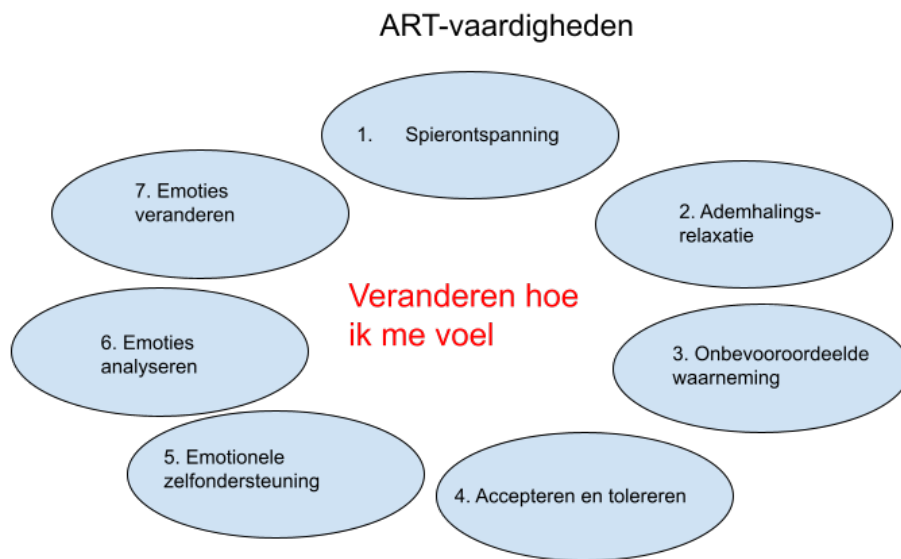 ART-vaardigheden
1. Spierontspanning
2. Ademhalings-
relaxatie
3. Onbevooroordeelde
waarneming
4. Accepteren en tolereren
5. Emotionele
zelfondersteuning
6. Emoties
analyseren
7. Emoties
veranderen
Veranderen hoe
ik me voel